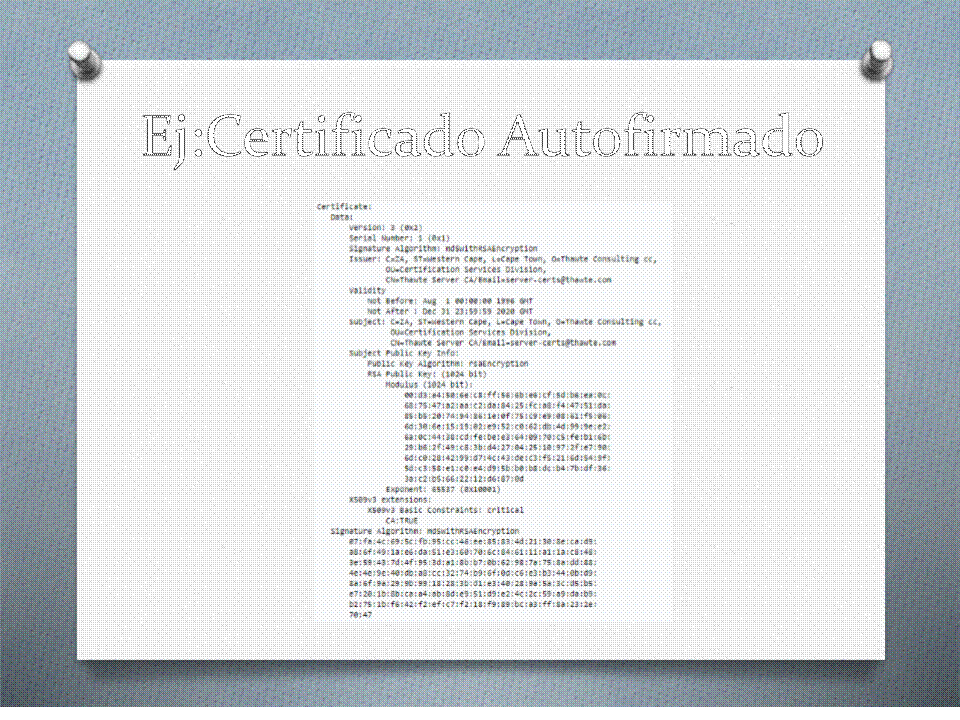 Ej:Certificado Autofirmado
Certificate:
Data:
Version: 3 (0x2)
Serial Number: 1 (0x1)
Signature Algorithm: md5WithRSAEncryption
Issuer: C=ZA, ST=Western Cape, L=Cape Town, O=Thawte Consulting cc,
OU=Certification Services Division,
CN=Thawte Server CA/Email=server-certs@thawte.com
Validity
Not Before: Aug 1 00:00:00 1996 GMT
Not After : Dec 31 23:59:59 2020 GMT
Subject: C=ZA, ST=Western Cape, L=Cape Town, O=Thawte Consulting cc,
OU=Certification Services Division,
CN=Thawte Server CA/Email=server-certs@thawte.com
Subject Public Key Info:
Public Key Algorithm: rsaEncryption
RSA Public Key: (1024 bit)
Modulus (1024 bit):
00:d3:a4:50:6e:c8:ff:56:6b:e6:cf:5d:b6:ea:0c:
68:75:47:a2:aa:c2:da:84:25:fc:a8:f4:47:51:da:
85:b5:20:74:94:86:1e:0f:75:c9:e9:08:61:f5:06:
6d:30:6e:15:19:02:e9:52:c0:62:db:4d:99:9e:e2:
6a:0c:44:38:cd:fe:be:e3:64:09:70:c5:fe:b1:6b:
29:b6:2f:49:c8:3b:d4:27:04:25:10:97:2f:e7:90:
6d:c0:28:42:99:d7:4c:43:de:c3:f5:21:6d:54:9f:
5d:c3:58:e1:c0:e4:d9:5b:b0:b8:dc:b4:7b:df:36:
3a:c2:b5:66:22:12:d6:87:0d
Exponent: 65537 (0x10001)
X509v3 extensions:
X509v3 Basic Constraints: critical
CA:TRUE
Signature Algorithm: md5WithRSAEncryption
07:fa:4c:69:5c:fb:95:cc:46:ee:85:83:4d:21:30:8e:ca:d9:
a8:6f:49:1a:e6:da:51:e3:60:70:6c:84:61:11:a1:1a:c8:48:
3e:59:43:7d:4f:95:3d:a1:8b:b7:0b:62:98:7a:75:8a:dd:88:
4e:4e:9e:40:db:a8:cc:32:74:b9:6f:0d:c6:e3:b3:44:0b:d9:
8a:6f:9a:29:9b:99:18:28:3b:d1:e3:40:28:9a:5a:3c:d5:b5:
e7:20:1b:8b:ca:a4:ab:8d:e9:51:d9:e2:4c:2c:59:a9:da:b9:
b2:75:1b:f6:42:f2:ef:c7:f2:18:f9:89:bc:a3:ff:8a:23:2e:
70:47